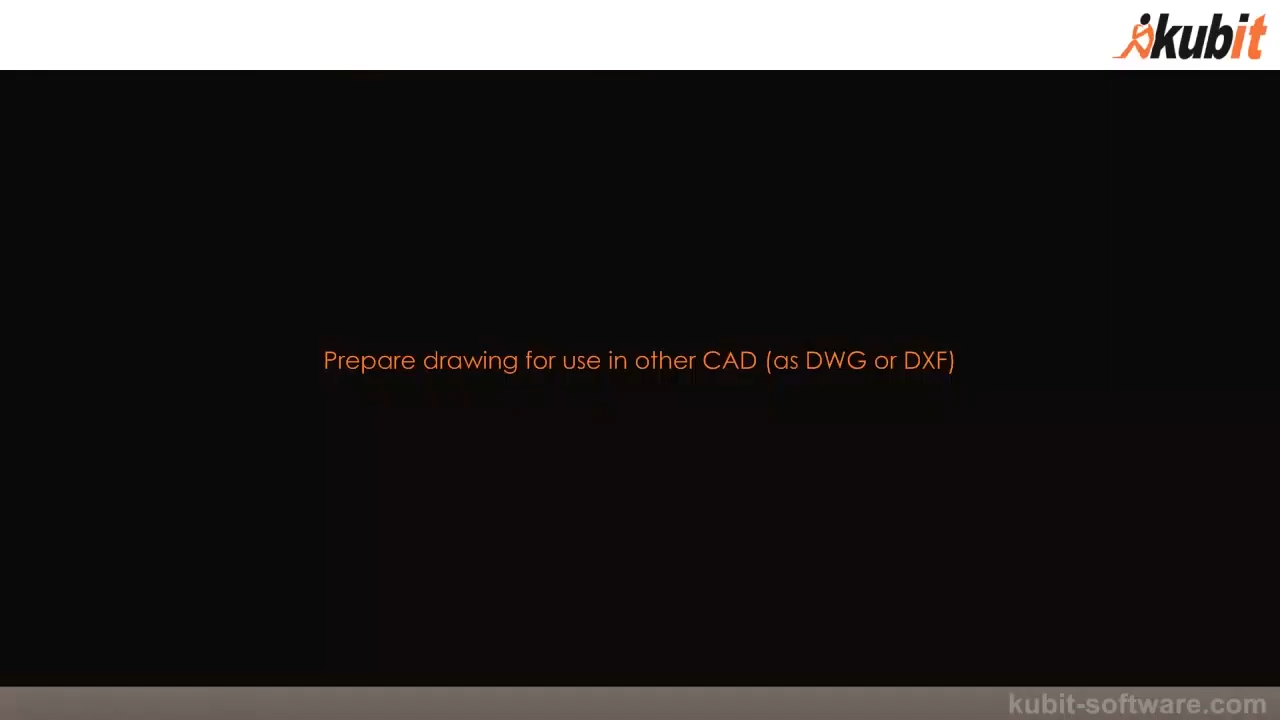 kubit
Prepare drawing for use in other CAD (as DWG or DXF)
kubit-software.com